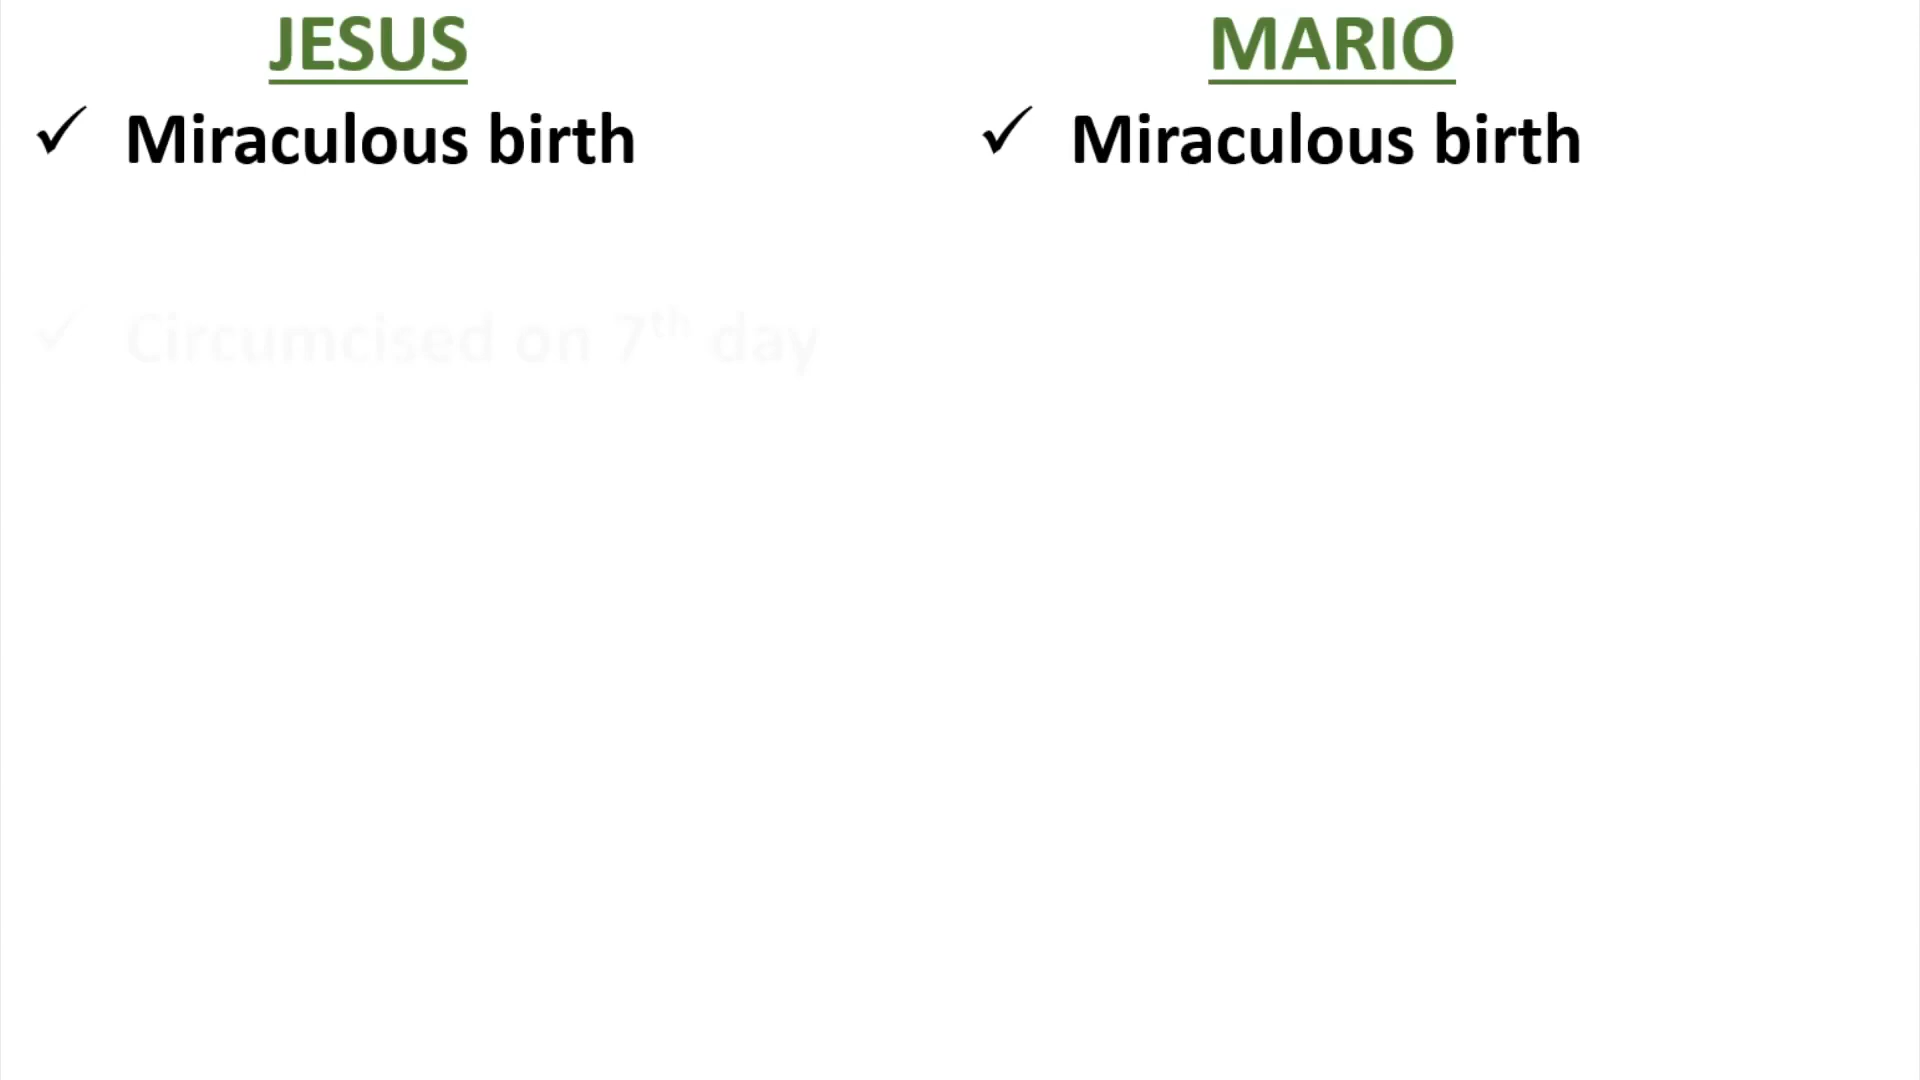 JESUS
MARIO
✓ Miraculous birth
✓ Miraculous birth
✓ Circumcised on 7th day